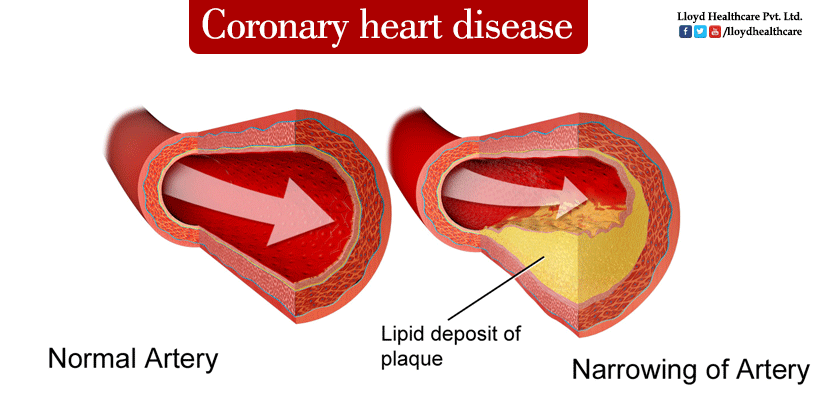 Coronary heart disease
Lloyd Healthcare Pvt. Ltd.
/lloydhealthcare
Lipid deposit of
plaque
Normal Artery
Narrowing of Artery